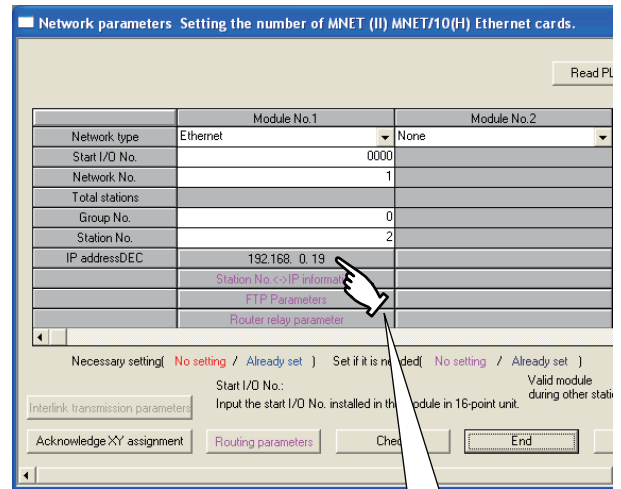 Network parameters Setting the number of MNET (II) MNET/10(H) Ethernet cards.
Read PL
Module No.1 Module No.2
Network type Ethernet None
Start I/O No. 0000
Network No. 1
Total stations
Group No. 0
Station No. 2
IP addressDEC 192.168. 0. 19
Station No.<->IP informat
FTP Parameters
Router relay parameter
Necessary setting( No setting / Already set ) Set if it is needed( No setting / Already set )
Start I/O No.:
Input the start I/O No. installed in the module in 16-point unit.
Valid module
during other stati
Interlink transmission parameters
Acknowledge XY assignment Routing parameters Che End